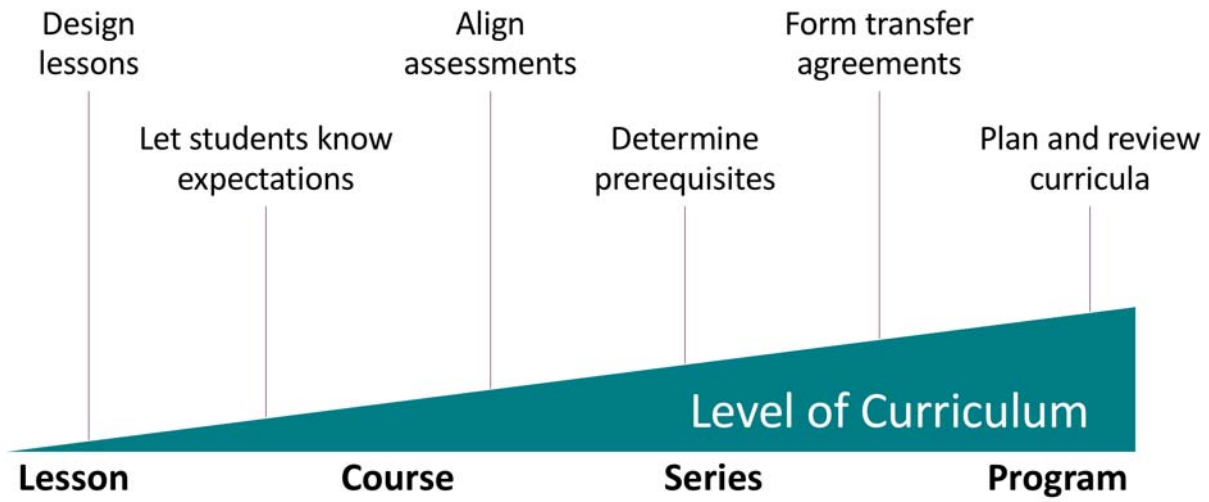 Design
lessons
Align
assessments
Form transfer
agreements
Let students know
expectations
Determine
prerequisites
Plan and review
curricula
Level of Curriculum
Lesson
Course
Series
Program